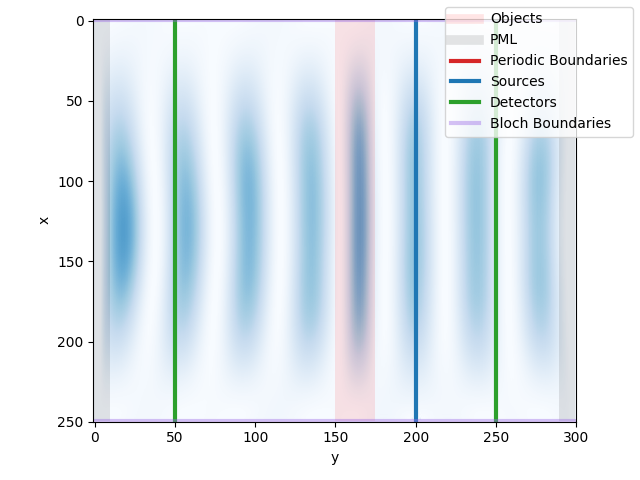 Objects
PML
Periodic Boundaries
Sources
Detectors
Bloch Boundaries
0
50
100
150
200
250
x
0 50 100 150 200 250 300
y